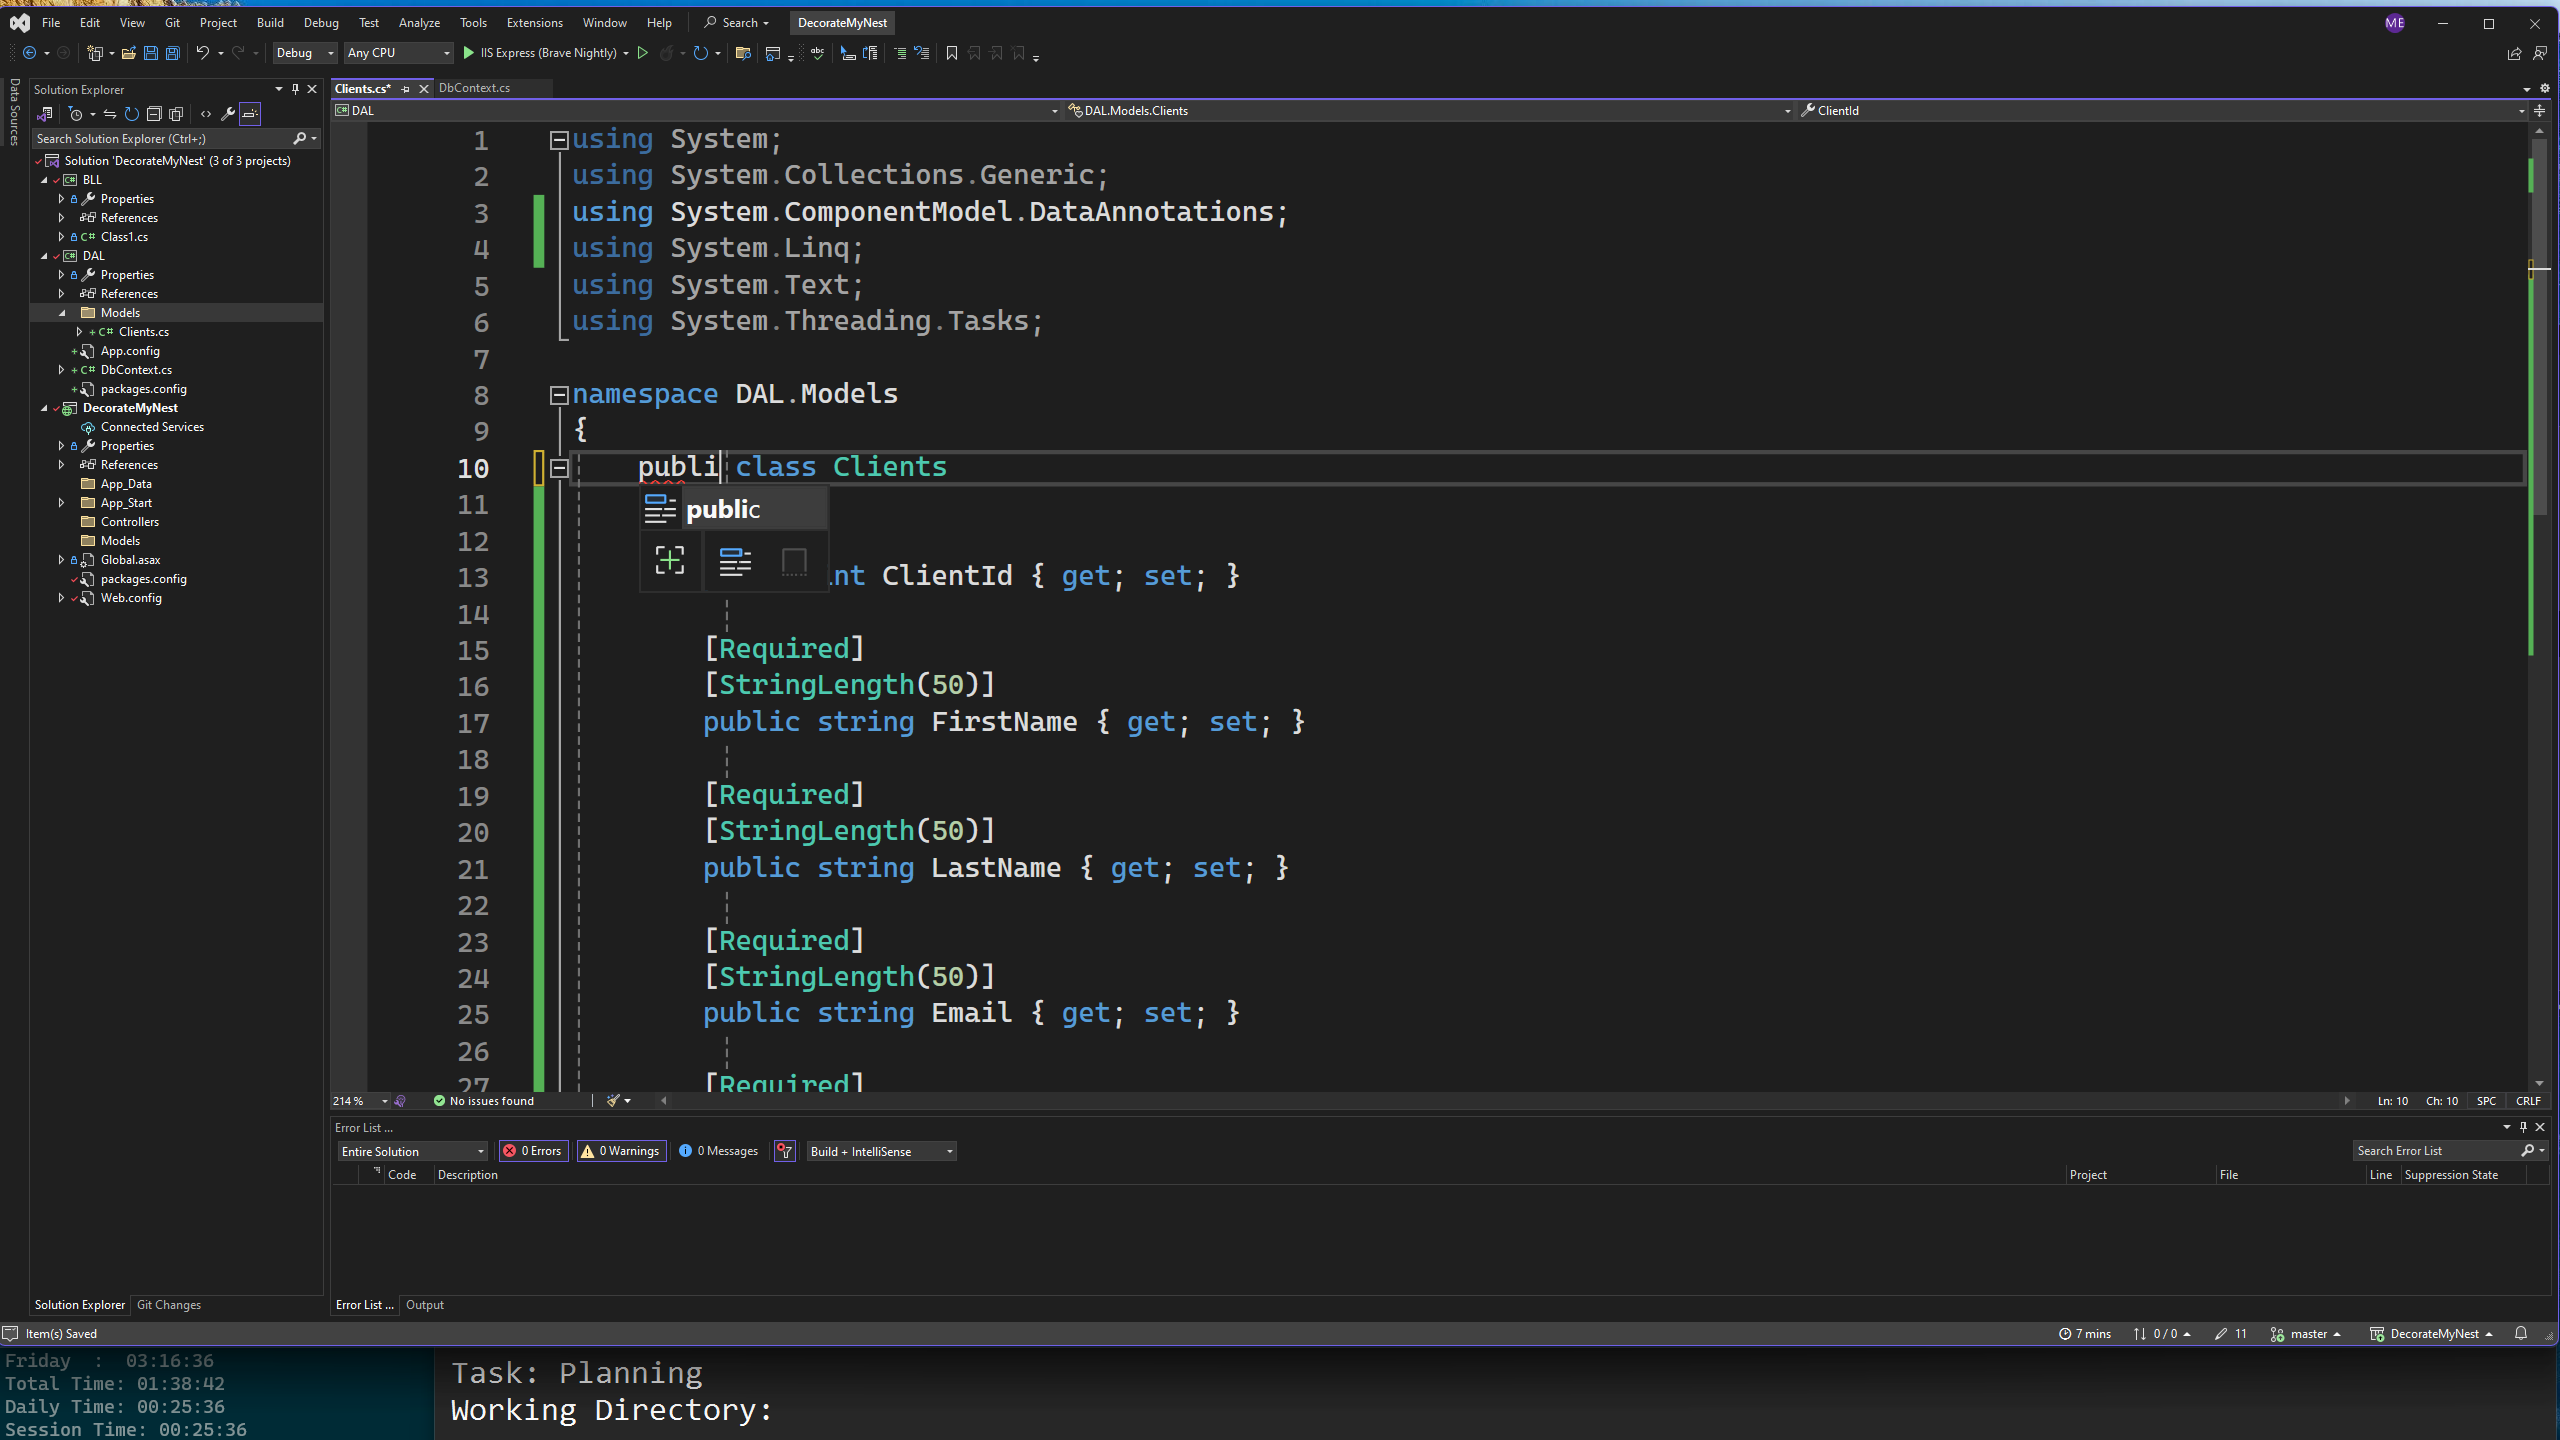 File Edit View Git Project Build Debug Test Analyze Tools Extensions Window Help Search DecorateMyNest ME
Debug Any CPU IIS Express (Brave Nightly)
Data Sources
Solution Explorer
Search Solution Explorer (Ctrl+;)
Solution 'DecorateMyNest' (3 of 3 projects)
BLL
Properties
References
C# Class1.cs
DAL
Properties
References
Models
C# Clients.cs
App.config
C# DbContext.cs
packages.config
DecorateMyNest
Connected Services
Properties
References
App_Data
App_Start
Controllers
Models
Global.asax
packages.config
Web.config
Solution Explorer Git Changes
Clients.cs* DbContext.cs
DAL DAL.Models.Clients ClientId
1 using System;
2 using System.Collections.Generic;
3 using System.ComponentModel.DataAnnotations;
4 using System.Linq;
5 using System.Text;
6 using System.Threading.Tasks;
7
8 namespace DAL.Models
9 {
10 publi class Clients
11 public
12
13 nt ClientId { get; set; }
14
15 [Required]
16 [StringLength(50)]
17 public string FirstName { get; set; }
18
19 [Required]
20 [StringLength(50)]
21 public string LastName { get; set; }
22
23 [Required]
24 [StringLength(50)]
25 public string Email { get; set; }
26
27 [Required]
214 % No issues found Ln: 10 Ch: 10 SPC CRLF
Error List ...
Entire Solution 0 Errors 0 Warnings 0 Messages Build + IntelliSense Search Error List
Code Description Project File Line Suppression State
Error List ... Output
Item(s) Saved 7 mins 0 / 0 11 master DecorateMyNest
Friday : 03:16:36
Total Time: 01:38:42
Daily Time: 00:25:36
Session Time: 00:25:36
Task: Planning
Working Directory: